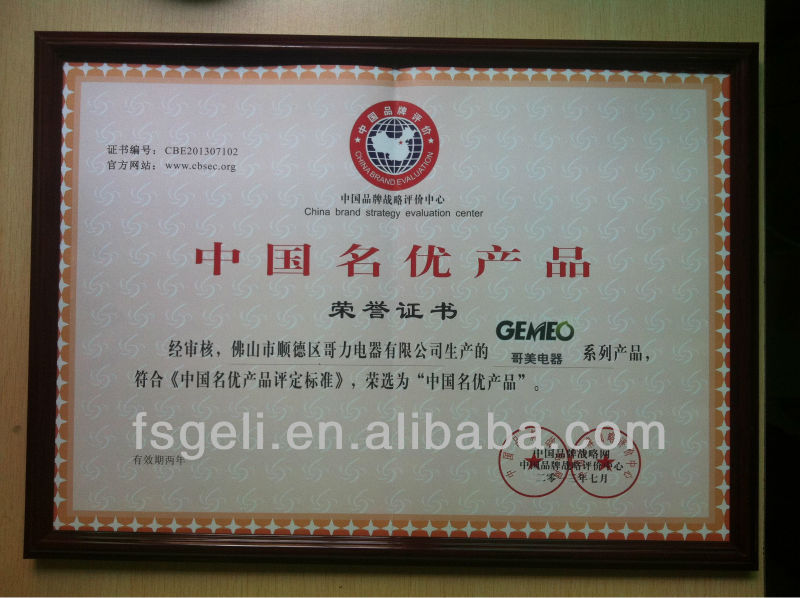 证书编号：CBE201307102
官方网站：www.cbsec.org
中国品牌评价
CHINA BRAND EVALUATION
中国品牌战略评价中心
China brand strategy evaluation center
中国名优产品
荣誉证书
GEMEO
哥美电器
经审核，佛山市顺德区哥力电器有限公司生产的 系列产品，
符合《中国名优产品评定标准》，荣选为“中国名优产品”。
fsgeli.en.alibaba.com
有效期两年
中国品牌战略网
中国品牌战略评价中心
二零一三年七月